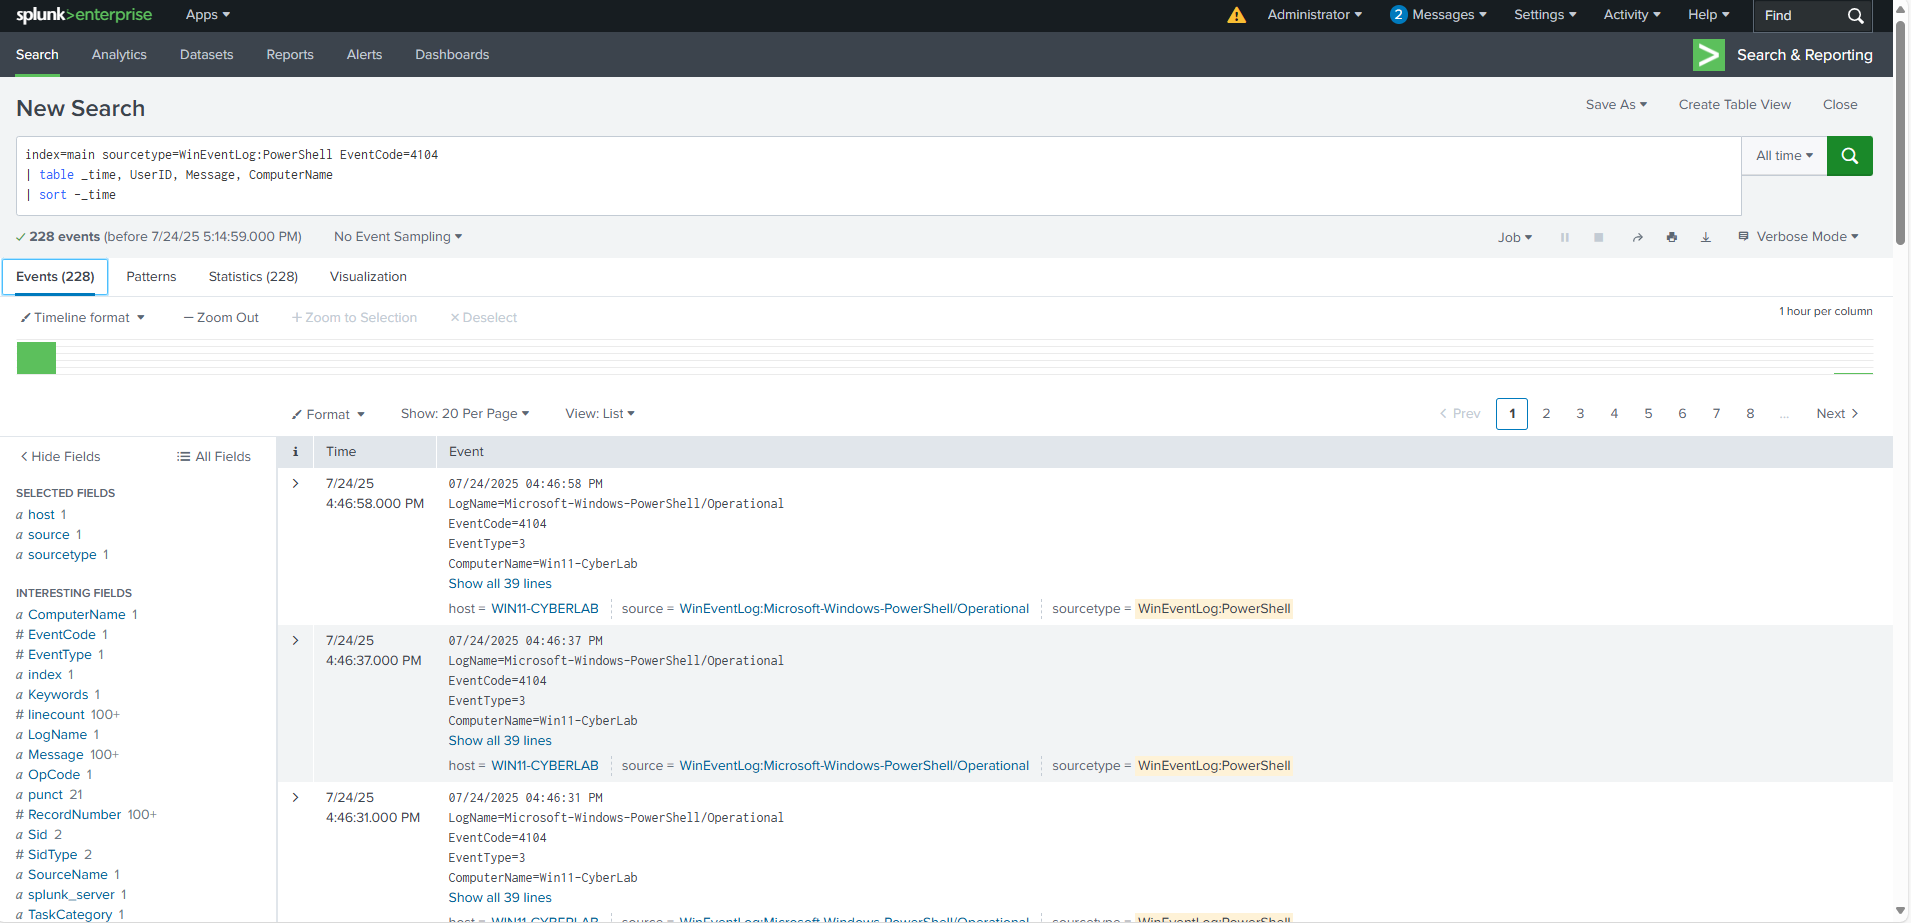 splunk>enterprise Apps Administrator 2 Messages Settings Activity Help Find
Search Analytics Datasets Reports Alerts Dashboards Search & Reporting
New Search Save As Create Table View Close
index=main sourcetype=WinEventLog:PowerShell EventCode=4104
| table _time, UserID, Message, ComputerName
| sort -_time
All time
228 events (before 7/24/25 5:14:59.000 PM) No Event Sampling Job Verbose Mode
Events (228) Patterns Statistics (228) Visualization
Timeline format — Zoom Out + Zoom to Selection × Deselect 1 hour per column
Format Show: 20 Per Page View: List < Prev 1 2 3 4 5 6 7 8 ... Next >
< Hide Fields All Fields
SELECTED FIELDS
a host 1
a source 1
a sourcetype 1
INTERESTING FIELDS
a ComputerName 1
# EventCode 1
# EventType 1
a index 1
a Keywords 1
# linecount 100+
a LogName 1
a Message 100+
a OpCode 1
a punct 21
# RecordNumber 100+
a Sid 2
# SidType 2
a SourceName 1
a splunk_server 1
a TaskCategory 1
i Time Event
> 7/24/25
4:46:58.000 PM
07/24/2025 04:46:58 PM
LogName=Microsoft-Windows-PowerShell/Operational
EventCode=4104
EventType=3
ComputerName=Win11-CyberLab
Show all 39 lines
host = WIN11-CYBERLAB source = WinEventLog:Microsoft-Windows-PowerShell/Operational sourcetype = WinEventLog:PowerShell
> 7/24/25
4:46:37.000 PM
07/24/2025 04:46:37 PM
LogName=Microsoft-Windows-PowerShell/Operational
EventCode=4104
EventType=3
ComputerName=Win11-CyberLab
Show all 39 lines
host = WIN11-CYBERLAB source = WinEventLog:Microsoft-Windows-PowerShell/Operational sourcetype = WinEventLog:PowerShell
> 7/24/25
4:46:31.000 PM
07/24/2025 04:46:31 PM
LogName=Microsoft-Windows-PowerShell/Operational
EventCode=4104
EventType=3
ComputerName=Win11-CyberLab
Show all 39 lines
host = WIN11-CYBERLAB source = WinEventLog:Microsoft-Windows-PowerShell/Operational sourcetype = WinEventLog:PowerShell